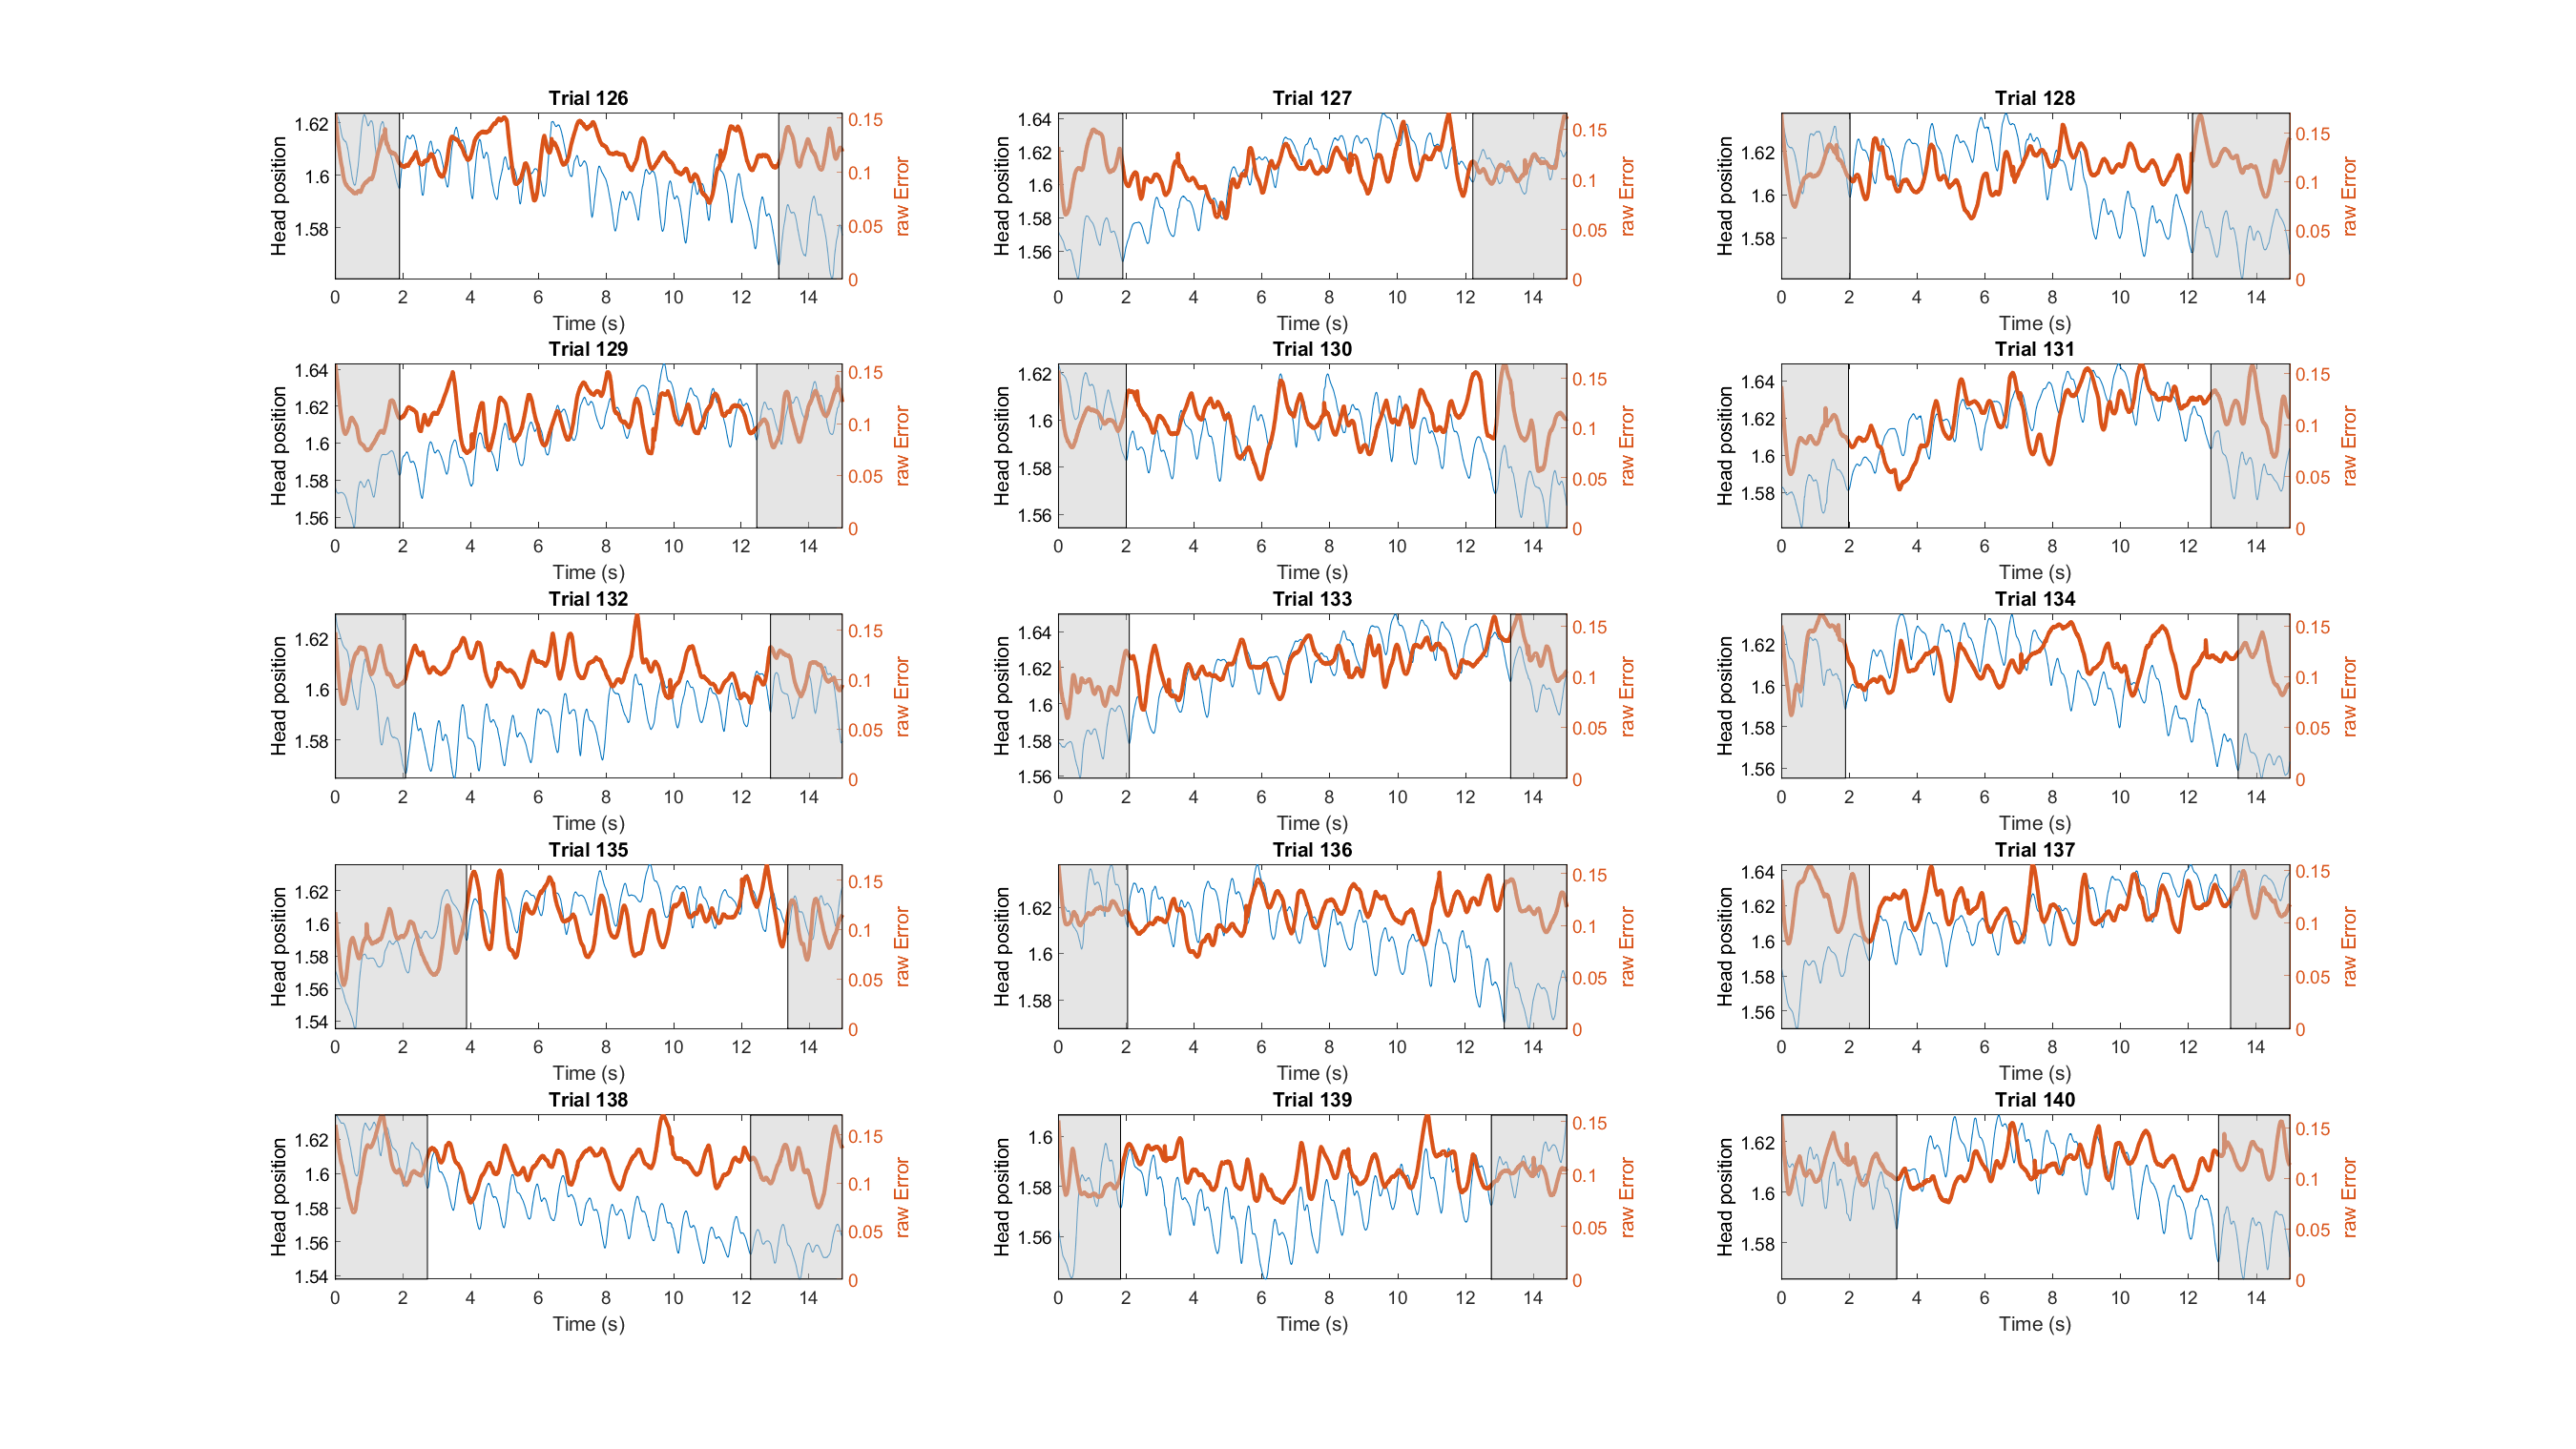 Trial 126 Trial 127 Trial 128
1.62 1.6 1.58 Head position 0.15 0.1 0.05 0 raw Error 1.64 1.62 1.6 1.58 1.56 Head position 0.15 0.1 0.05 0 raw Error 1.62 1.6 1.58 Head position 0.15 0.1 0.05 0 raw Error
0 2 4 6 8 10 12 14 0 2 4 6 8 10 12 14 0 2 4 6 8 10 12 14
Time (s) Time (s) Time (s)
Trial 129 Trial 130 Trial 131
1.64 1.62 1.6 1.58 1.56 Head position 0.15 0.1 0.05 0 raw Error 1.62 1.6 1.58 1.56 Head position 0.15 0.1 0.05 0 raw Error 1.64 1.62 1.6 1.58 Head position 0.15 0.1 0.05 0 raw Error
0 2 4 6 8 10 12 14 0 2 4 6 8 10 12 14 0 2 4 6 8 10 12 14
Time (s) Time (s) Time (s)
Trial 132 Trial 133 Trial 134
1.62 1.6 1.58 Head position 0.15 0.1 0.05 0 raw Error 1.64 1.62 1.6 1.58 1.56 Head position 0.15 0.1 0.05 0 raw Error 1.62 1.6 1.58 1.56 Head position 0.15 0.1 0.05 0 raw Error
0 2 4 6 8 10 12 14 0 2 4 6 8 10 12 14 0 2 4 6 8 10 12 14
Time (s) Time (s) Time (s)
Trial 135 Trial 136 Trial 137
1.62 1.6 1.58 1.56 1.54 Head position 0.15 0.1 0.05 0 raw Error 1.62 1.6 1.58 Head position 0.15 0.1 0.05 0 raw Error 1.64 1.62 1.6 1.58 1.56 Head position 0.15 0.1 0.05 0 raw Error
0 2 4 6 8 10 12 14 0 2 4 6 8 10 12 14 0 2 4 6 8 10 12 14
Time (s) Time (s) Time (s)
Trial 138 Trial 139 Trial 140
1.62 1.6 1.58 1.56 1.54 Head position 0.15 0.1 0.05 0 raw Error 1.6 1.58 1.56 Head position 0.15 0.1 0.05 0 raw Error 1.62 1.6 1.58 Head position 0.15 0.1 0.05 0 raw Error
0 2 4 6 8 10 12 14 0 2 4 6 8 10 12 14 0 2 4 6 8 10 12 14
Time (s) Time (s) Time (s)